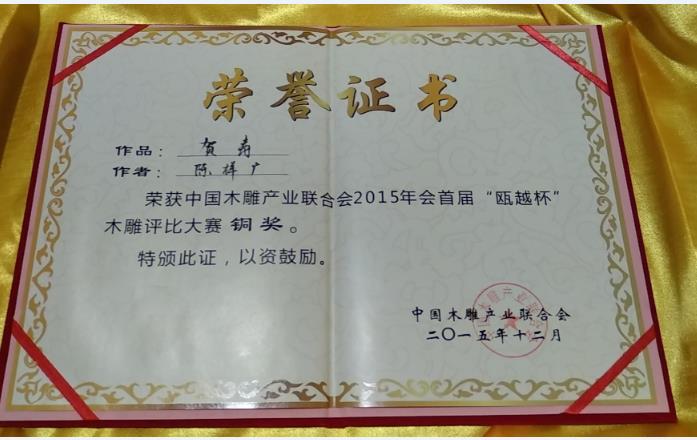 荣誉证书
作品：贺寿
作者：陈祥广
荣获中国木雕产业联合会2015年会首届“瓯越杯”
木雕评比大赛铜奖。
特颁此证，以资鼓励。
中国木雕产业联合会
二〇一五年十二月